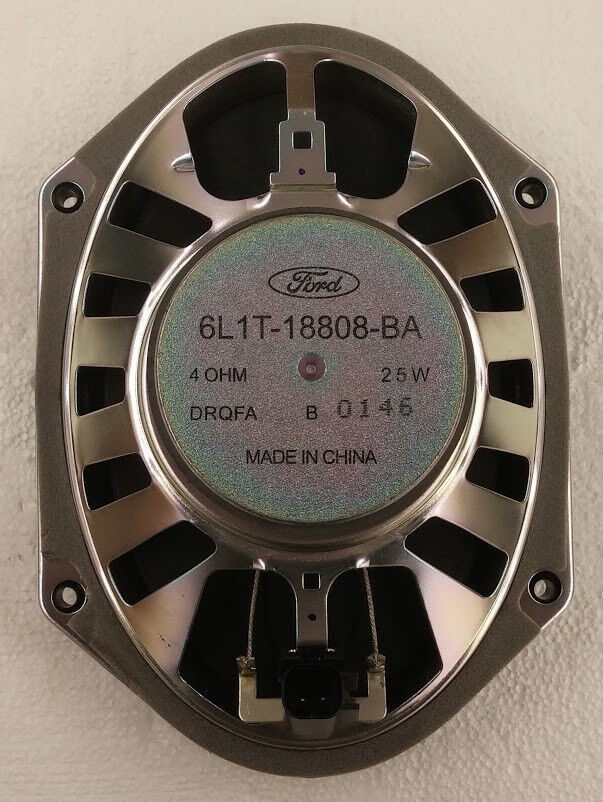 Ford
6L1T-18808-BA
4 OHM 25W
DRQFA B 0146
MADE IN CHINA